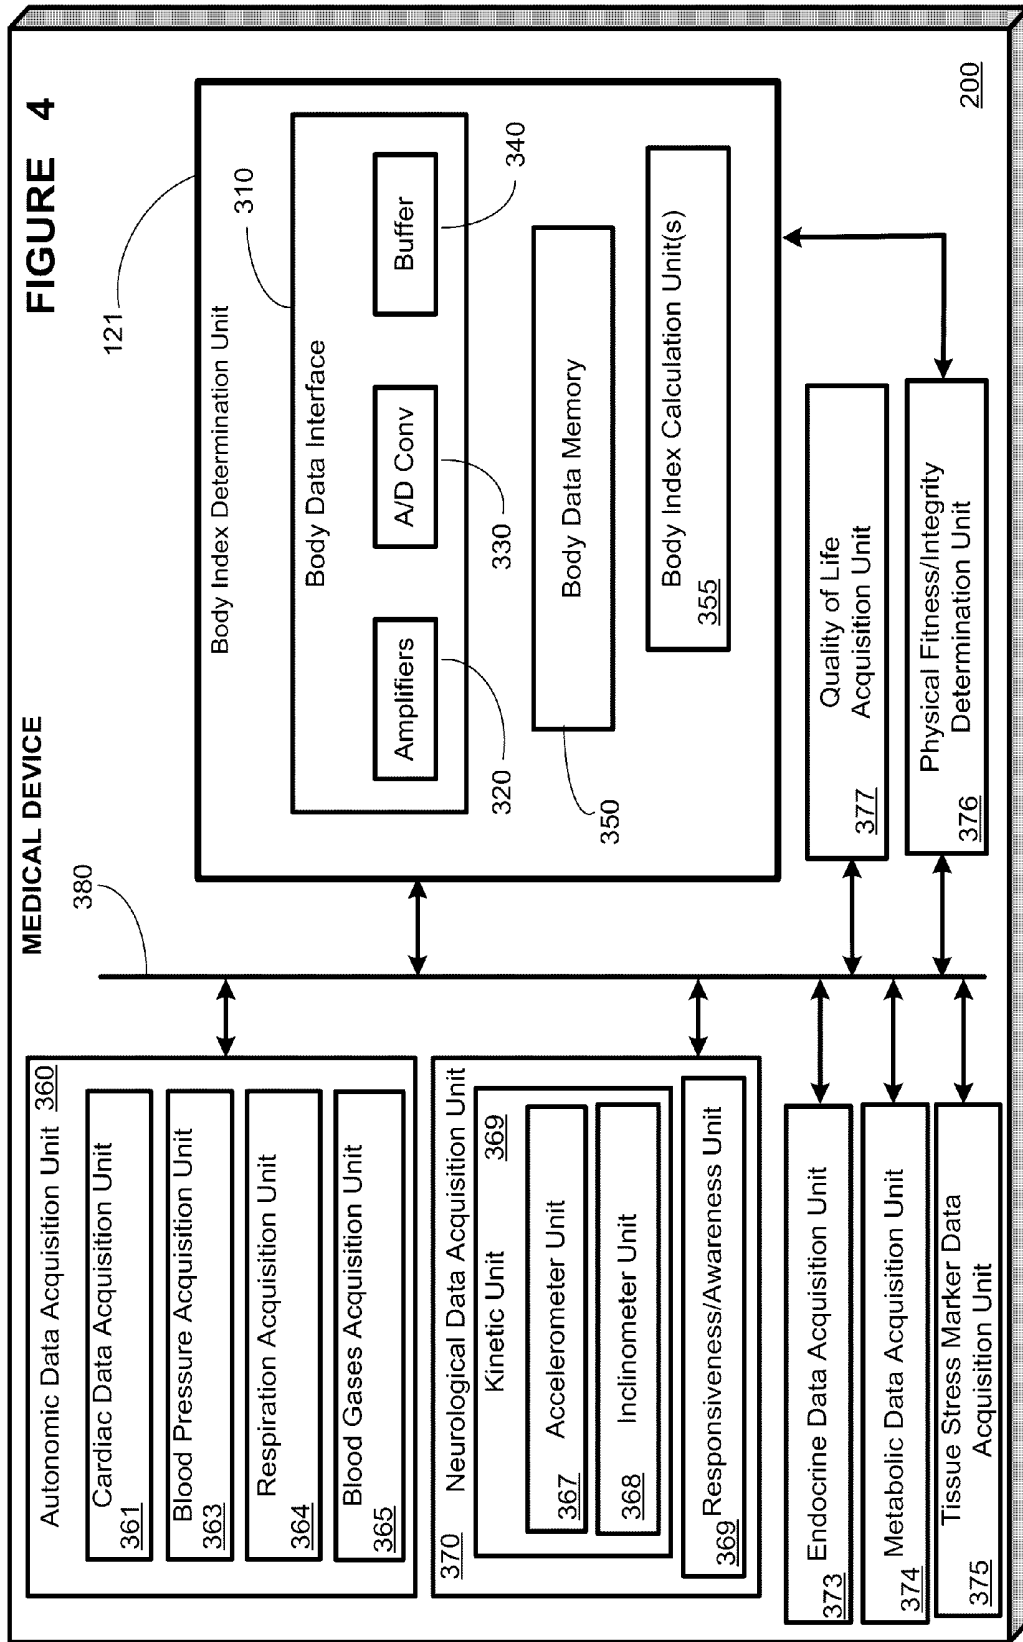 FIGURE 4
MEDICAL DEVICE
200
Autonomic Data Acquisition Unit 360
Cardiac Data Acquisition Unit
361
Blood Pressure Acquisition Unit
363
Respiration Acquisition Unit
364
Blood Gases Acquisition Unit
365
370 Neurological Data Acquisition Unit
Kinetic Unit 369
Accelerometer Unit
367
Inclinometer Unit
368
Responsiveness/Awareness Unit
369
Endocrine Data Acquisition Unit
373
Metabolic Data Acquisition Unit
374
Tissue Stress Marker Data
Acquisition Unit
375
380
121
Body Index Determination Unit
310
Body Data Interface
Amplifiers
A/D Conv
Buffer
320
330
340
Body Data Memory
350
Body Index Calculation Unit(s)
355
Quality of Life
Acquisition Unit
377
Physical Fitness/Integrity
Determination Unit
376